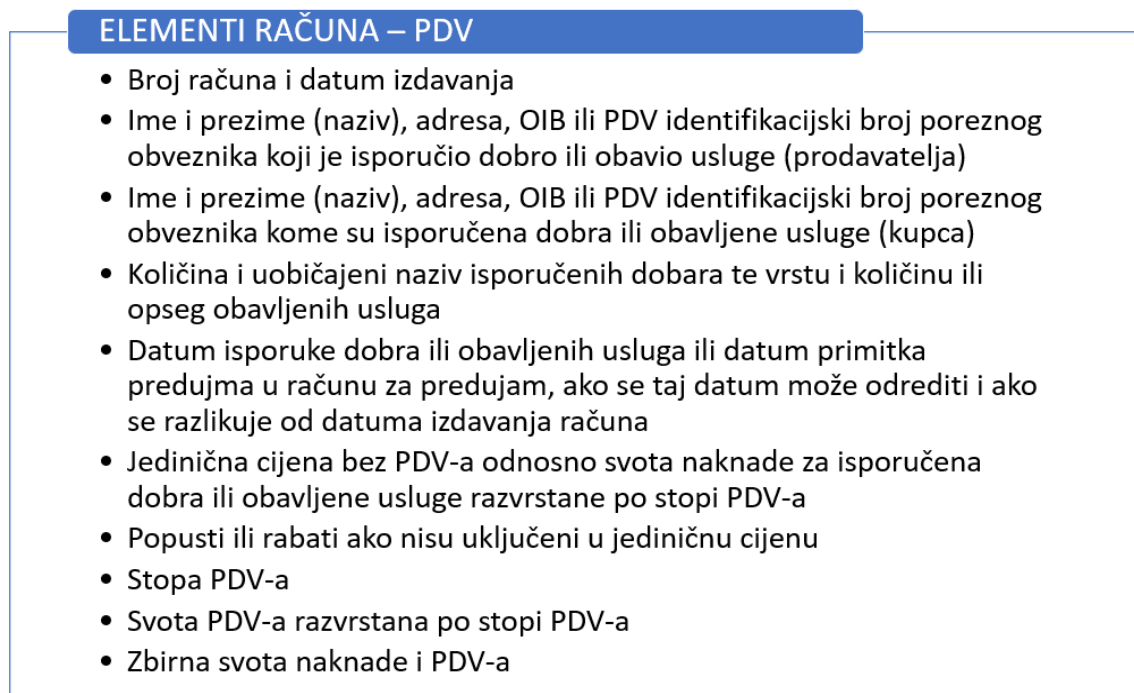 ELEMENTI RAČUNA – PDV
• Broj računa i datum izdavanja
• Ime i prezime (naziv), adresa, OIB ili PDV identifikacijski broj poreznog
obveznika koji je isporučio dobro ili obavio usluge (prodavatelja)
• Ime i prezime (naziv), adresa, OIB ili PDV identifikacijski broj poreznog
obveznika kome su isporučena dobra ili obavljene usluge (kupca)
• Količina i uobičajeni naziv isporučenih dobara te vrstu i količinu ili
opseg obavljenih usluga
• Datum isporuke dobra ili obavljenih usluga ili datum primitka
predujma u računu za predujam, ako se taj datum može odrediti i ako
se razlikuje od datuma izdavanja računa
• Jedinična cijena bez PDV-a odnosno svota naknade za isporučena
dobra ili obavljene usluge razvrstane po stopi PDV-a
• Popusti ili rabati ako nisu uključeni u jediničnu cijenu
• Stopa PDV-a
• Svota PDV-a razvrstana po stopi PDV-a
• Zbirna svota naknade i PDV-a